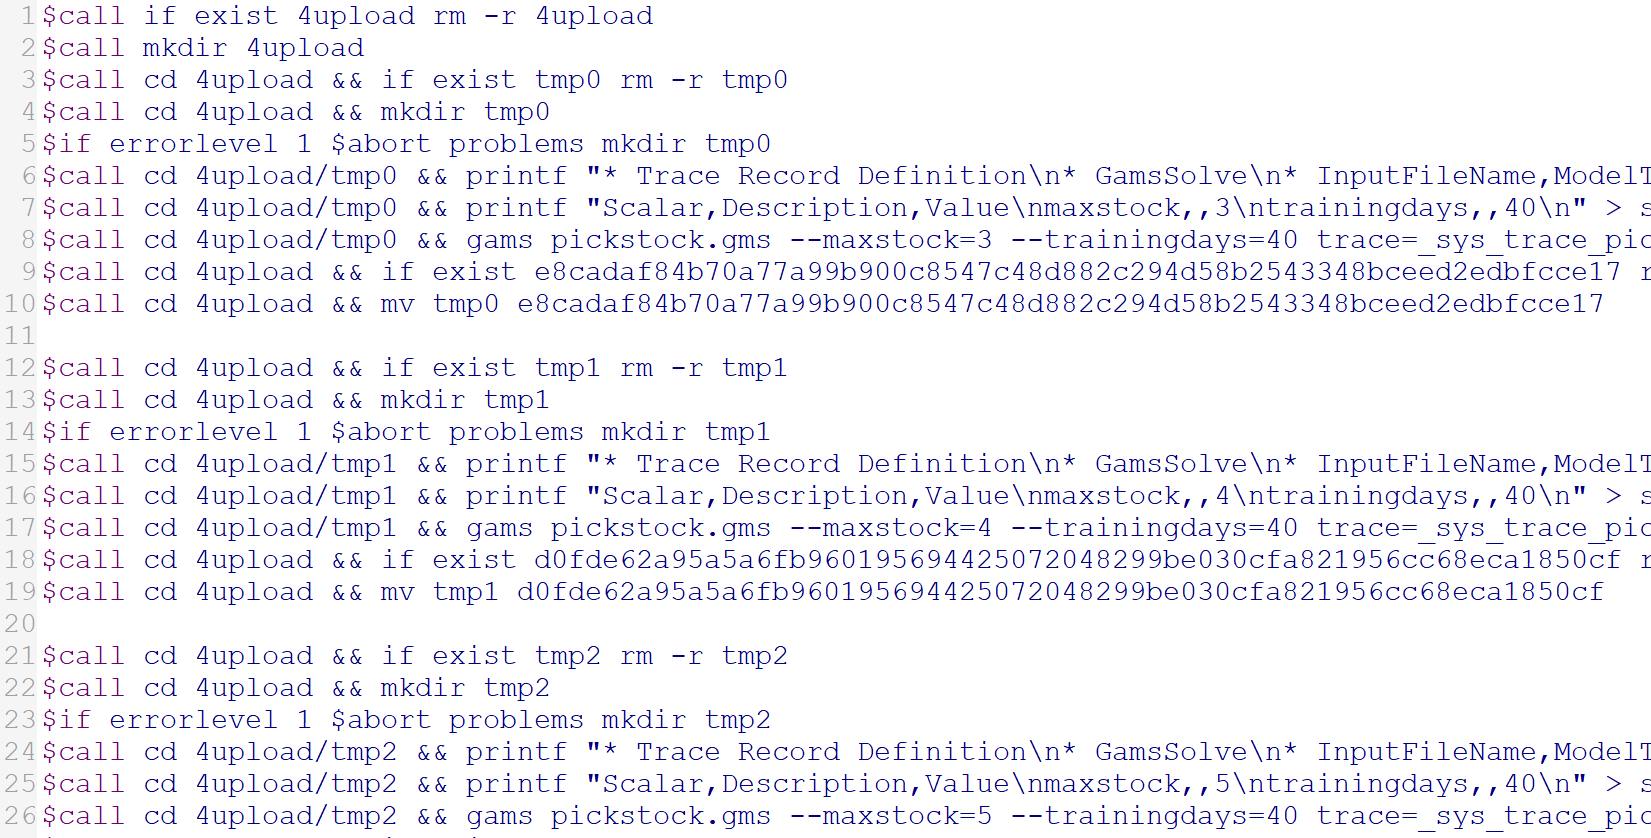 1 $call if exist 4upload rm -r 4upload
2 $call mkdir 4upload
3 $call cd 4upload && if exist tmp0 rm -r tmp0
4 $call cd 4upload && mkdir tmp0
5 $if errorlevel 1 $abort problems mkdir tmp0
6 $call cd 4upload/tmp0 && printf "* Trace Record Definition\n* GamsSolve\n* InputFileName,ModelT
7 $call cd 4upload/tmp0 && printf "Scalar,Description,Value\nmaxstock,,3\ntrainingdays,,40\n" > s
8 $call cd 4upload/tmp0 && gams pickstock.gms --maxstock=3 --trainingdays=40 trace=_sys_trace_pic
9 $call cd 4upload && if exist e8cadaf84b70a77a99b900c8547c48d882c294d58b2543348bceed2edbfcce17 r
10 $call cd 4upload && mv tmp0 e8cadaf84b70a77a99b900c8547c48d882c294d58b2543348bceed2edbfcce17
11
12 $call cd 4upload && if exist tmp1 rm -r tmp1
13 $call cd 4upload && mkdir tmp1
14 $if errorlevel 1 $abort problems mkdir tmp1
15 $call cd 4upload/tmp1 && printf "* Trace Record Definition\n* GamsSolve\n* InputFileName,ModelT
16 $call cd 4upload/tmp1 && printf "Scalar,Description,Value\nmaxstock,,4\ntrainingdays,,40\n" > s
17 $call cd 4upload/tmp1 && gams pickstock.gms --maxstock=4 --trainingdays=40 trace=_sys_trace_pic
18 $call cd 4upload && if exist d0fde62a95a5a6fb960195694425072048299be030cfa821956cc68eca1850cf r
19 $call cd 4upload && mv tmp1 d0fde62a95a5a6fb960195694425072048299be030cfa821956cc68eca1850cf
20
21 $call cd 4upload && if exist tmp2 rm -r tmp2
22 $call cd 4upload && mkdir tmp2
23 $if errorlevel 1 $abort problems mkdir tmp2
24 $call cd 4upload/tmp2 && printf "* Trace Record Definition\n* GamsSolve\n* InputFileName,ModelT
25 $call cd 4upload/tmp2 && printf "Scalar,Description,Value\nmaxstock,,5\ntrainingdays,,40\n" > s
26 $call cd 4upload/tmp2 && gams pickstock.gms --maxstock=5 --trainingdays=40 trace=_sys_trace_pic